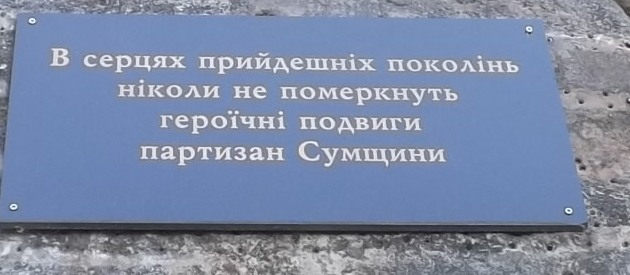 В серцях прийдешніх поколінь
ніколи не померкнуть
героїчні подвиги
партизан Сумщини